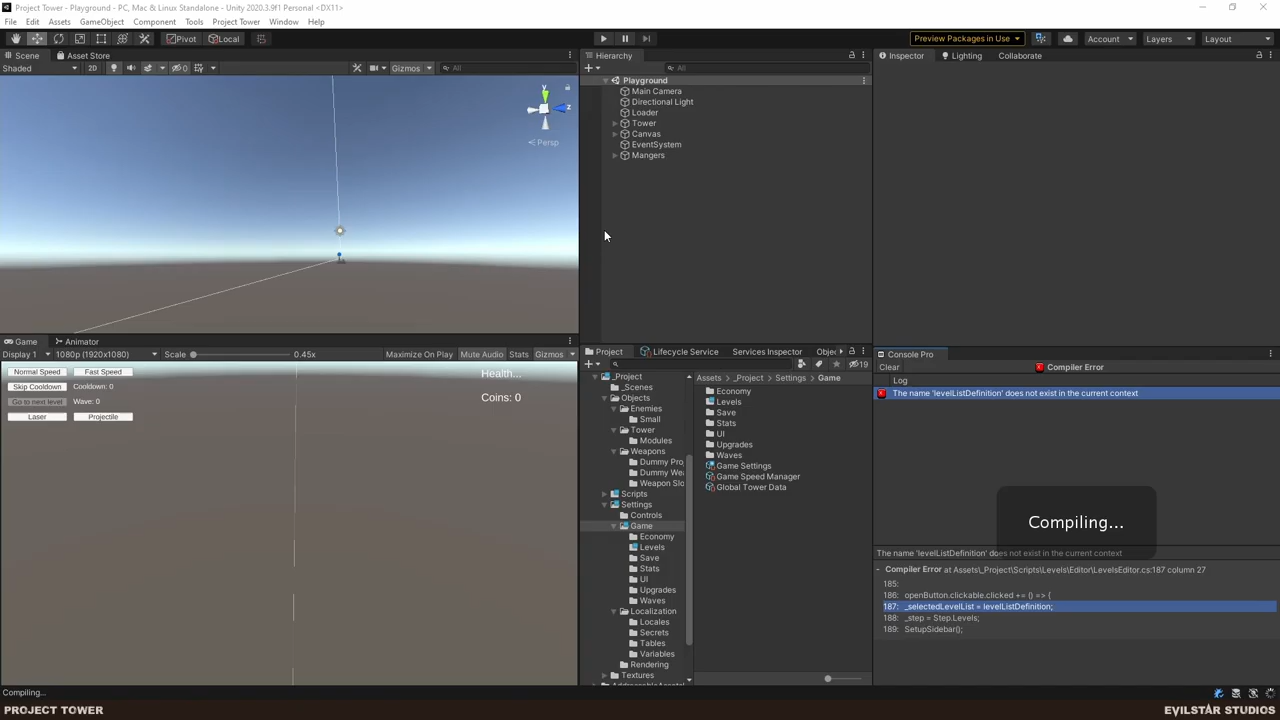 Project Tower - Playground - PC, Mac & Linux Standalone - Unity 2020.3.9f1 Personal <DX11>
File Edit Assets GameObject Component Tools Project Tower Window Help
Pivot Local
Preview Packages in Use Account Layers Layout
Scene Asset Store
Shaded 2D 0 Gizmos All
y
z
Persp
Hierarchy
All
Playground
Main Camera
Directional Light
Loader
Tower
Canvas
EventSystem
Mangers
Inspector Lighting Collaborate
Game Animator
Display 1 1080p (1920x1080) Scale 0.45x Maximize On Play Mute Audio Stats Gizmos
Normal Speed Fast Speed
Skip Cooldown Cooldown: 0
Go to next level Wave: 0
Laser Projectile
Health...
Coins: 0
Project Lifecycle Service Services Inspector Objec
19
_Project
_Scenes
Objects
Enemies
Small
Tower
Modules
Weapons
Dummy Pro
Dummy Wea
Weapon Slo
Scripts
Settings
Controls
Game
Economy
Levels
Save
Stats
UI
Upgrades
Waves
Localization
Locales
Secrets
Tables
Variables
Rendering
Textures
Assets _Project Settings Game
Economy
Levels
Save
Stats
UI
Upgrades
Waves
Game Settings
Game Speed Manager
Global Tower Data
Console Pro
Clear Compiler Error
Log
The name 'levelListDefinition' does not exist in the current context
Compiling...
The name 'levelListDefinition' does not exist in the current context
- Compiler Error at Assets\_Project\Scripts\Levels\Editor\LevelsEditor.cs:187 column 27
185:
186: openButton.clickable.clicked += () => {
187: _selectedLevelList = levelListDefinition;
188: _step = Step.Levels;
189: SetupSidebar();
Compiling...
PROJECT TOWER
EVILSTAR STUDIOS